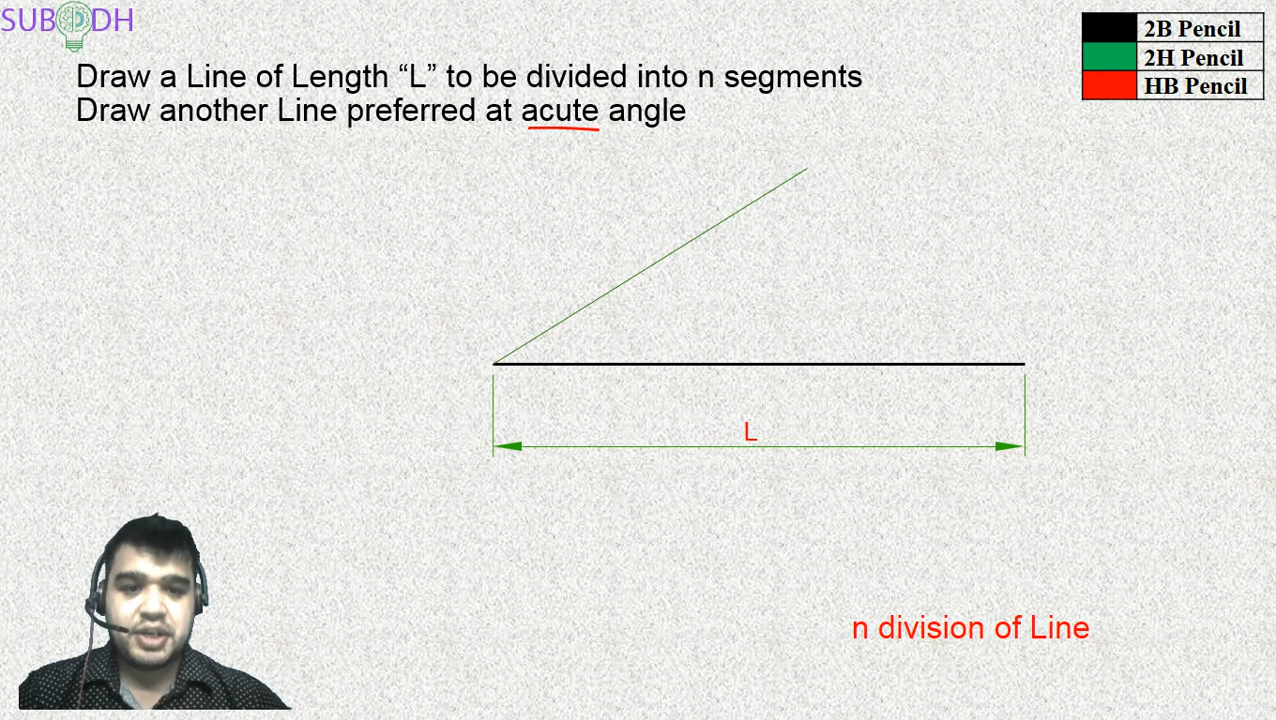 SUBODH
2B Pencil
2H Pencil
HB Pencil
Draw a Line of Length “L” to be divided into n segments
Draw another Line preferred at acute angle
L
n division of Line